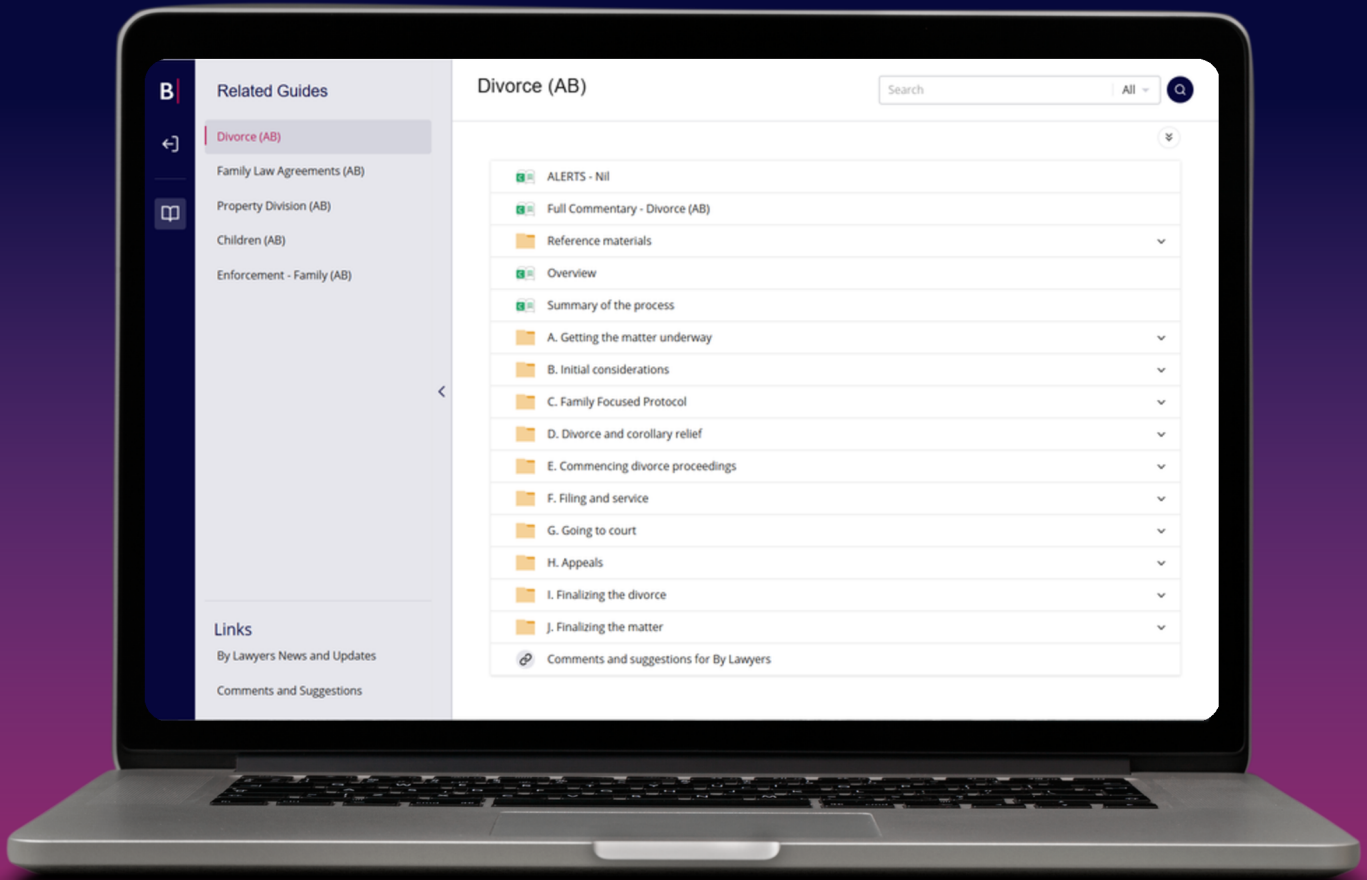 B|
Related Guides
Divorce (AB)
Family Law Agreements (AB)
Property Division (AB)
Children (AB)
Enforcement - Family (AB)
Links
By Lawyers News and Updates
Comments and Suggestions
Divorce (AB)
Search
All
ALERTS - Nil
Full Commentary - Divorce (AB)
Reference materials
Overview
Summary of the process
A. Getting the matter underway
B. Initial considerations
C. Family Focused Protocol
D. Divorce and corollary relief
E. Commencing divorce proceedings
F. Filing and service
G. Going to court
H. Appeals
I. Finalizing the divorce
J. Finalizing the matter
Comments and suggestions for By Lawyers